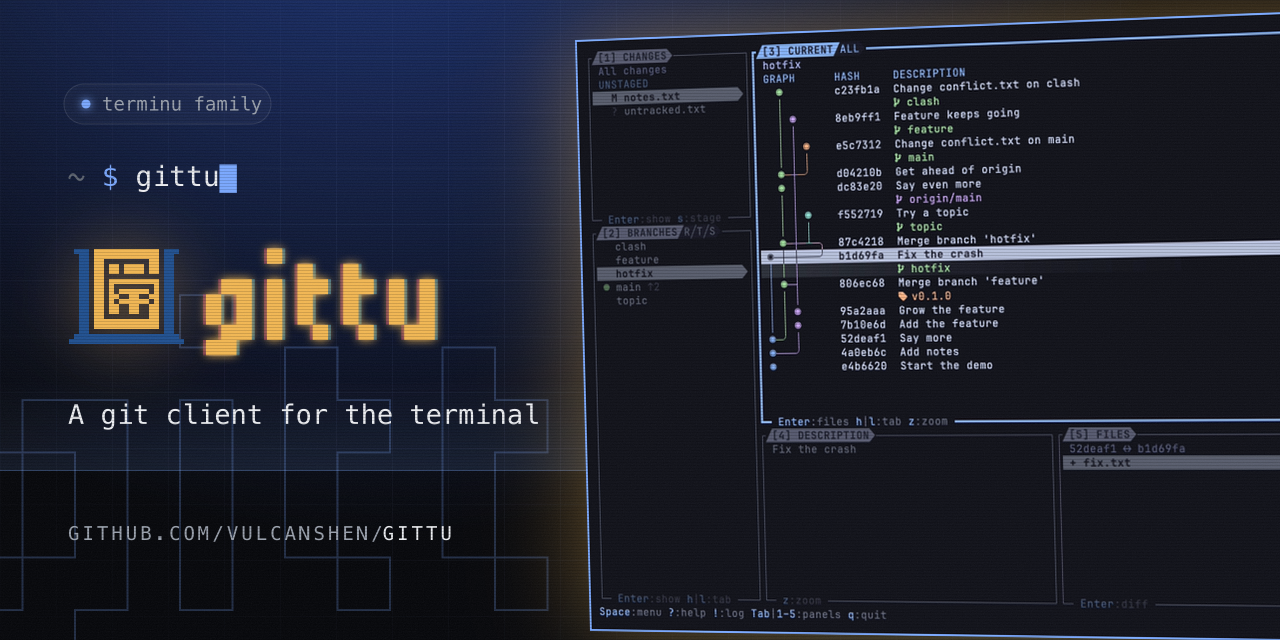 terminu family
~ $ gittu
gittu
A git client for the terminal
GITHUB.COM/VULCANSHEN/GITTU
[1] CHANGES
All changes
UNSTAGED
M notes.txt
? untracked.txt
Enter:show s:stage
[2] BRANCHES R/T/S
clash
feature
hotfix
main ↑2
topic
Enter:show h|l:tab
[3] CURRENT ALL
hotfix
GRAPH HASH DESCRIPTION
c23fb1a Change conflict.txt on clash
clash
8eb9ff1 Feature keeps going
feature
e5c7312 Change conflict.txt on main
main
d04210b Get ahead of origin
dc83e20 Say even more
origin/main
f552719 Try a topic
topic
87c4218 Merge branch 'hotfix'
b1d69fa Fix the crash
hotfix
806ec68 Merge branch 'feature'
v0.1.0
95a2aaa Grow the feature
7b10e6d Add the feature
52deaf1 Say more
4a0eb6c Add notes
e4b6620 Start the demo
Enter:files h|l:tab z:zoom
[4] DESCRIPTION
Fix the crash
z:zoom
[5] FILES
52deaf1 ↔ b1d69fa
+ fix.txt
Enter:diff
Space:menu ?:help !:log Tab|1-5:panels q:quit